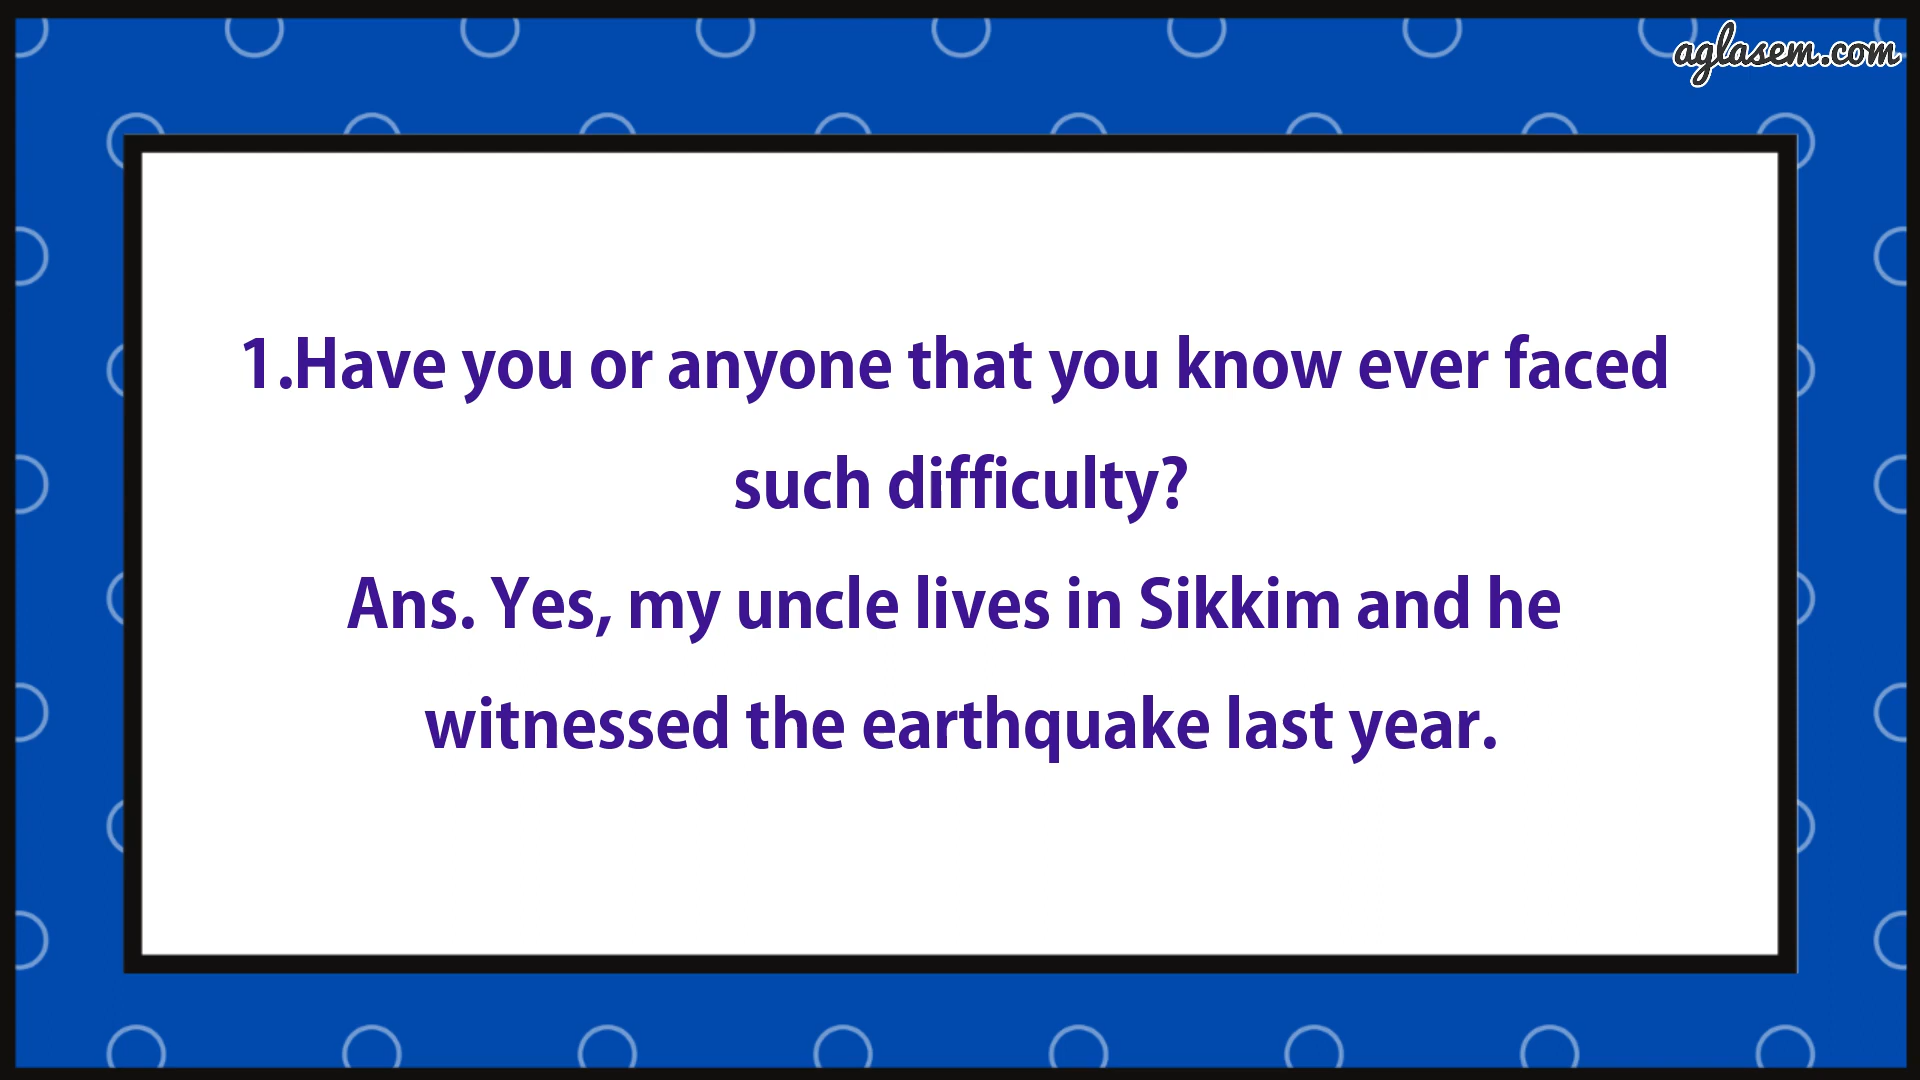 aglasem.com
1.Have you or anyone that you know ever faced
such difficulty?
Ans. Yes, my uncle lives in Sikkim and he
witnessed the earthquake last year.